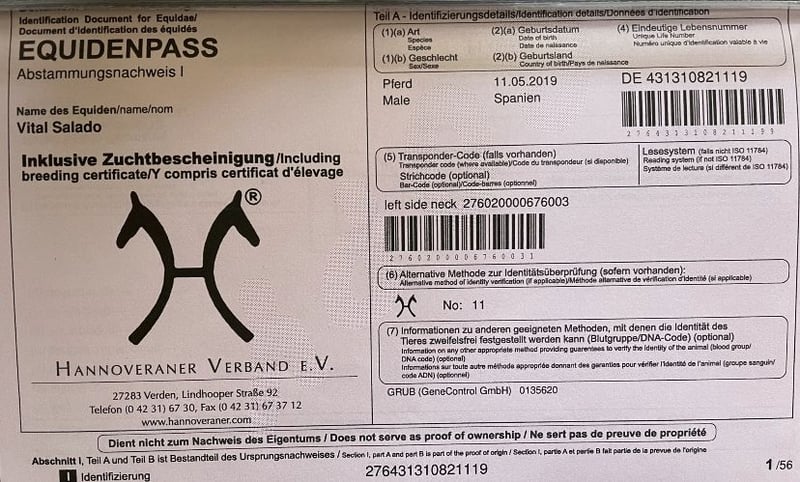 Identification Document for Equidae/
Document d'identification des équidés
EQUIDENPASS
Abstammungsnachweis I
Name des Equiden/name/nom
Vital Salado
Inklusive Zuchtbescheinigung/Including
breeding certificate/Y compris certificat d'élevage
®
HANNOVERANER VERBAND E.V.
27283 Verden, Lindhooper Straße 92
Telefon (0 42 31) 67 30, Fax (0 42 31) 67 37 12
www.hannoveraner.com
Teil A - Identifizierungsdetails/Identification details/Données d'identification
(1)(a) Art
Species
Espèce
(1)(b) Geschlecht
Sex/Sexe
(2)(a) Geburtsdatum
Date of birth
Date de naissance
(2)(b) Geburtsland
Country of birth/Pays de naissance
(4) Eindeutige Lebensnummer
Unique Life Number
Numéro unique d'identification valable à vie
Pferd 11.05.2019 DE 431310821119
Male Spanien
(5) Transponder-Code (falls vorhanden)
Transponder code (where available)/Code du transpondeur (si disponible)
Strichcode (optional)
Bar-Code (optional)/Code-barres (optionnel)
Lesesystem (falls nicht ISO 11784)
Reading system (if not ISO 11784)
Système de lecture (si différent de ISO 11784)
left side neck 276020000676003
(6) Alternative Methode zur Identitätsüberprüfung (sofern vorhanden):
Alternative method of identity verification (if applicable)/Méthode alternative de vérification d'identité (si applicable)
No: 11
(7) Informationen zu anderen geeigneten Methoden, mit denen die Identität des
Tieres zweifelsfrei festgestellt werden kann (Blutgruppe/DNA-Code) (optional)
Information on any other appropriate method providing guarantees to verify the identity of the animal (blood group/
DNA code) (optional)
Informations sur toute autre méthode appropriée donnant des garanties pour vérifier l'identité de l'animal (groupe sanguin/
code ADN) (optionnel)
GRUB (GeneControl GmbH) 0135620
Dient nicht zum Nachweis des Eigentums / Does not serve as proof of ownership / Ne sert pas de preuve de propriété
Abschnitt I, Teil A und Teil B ist Bestandteil des Ursprungsnachweises / Section I, part A and part B is part of the proof of origin / Section I, partie A et partie B fait partie de la preuve de l'origine
I Identifizierung
276431310821119
1/56